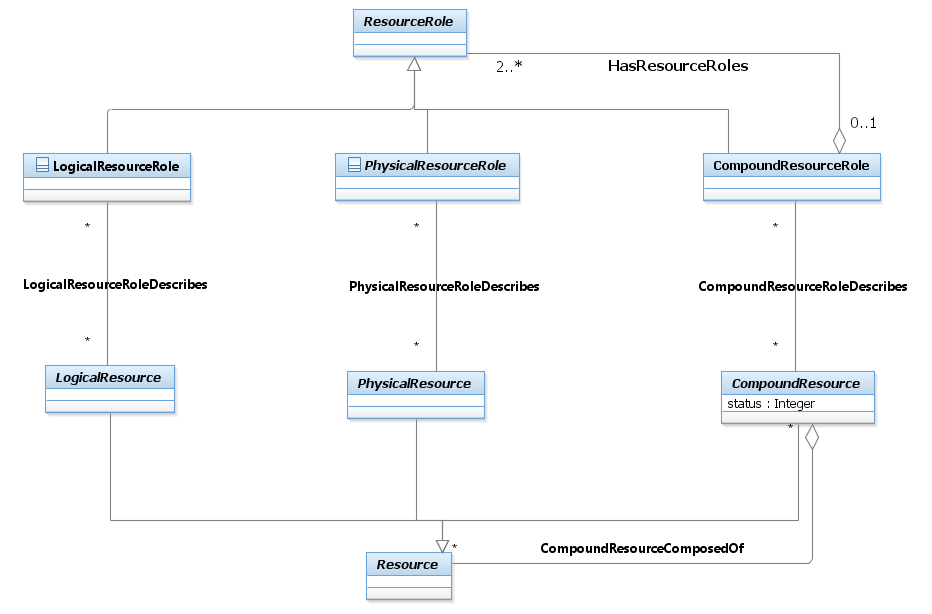 ResourceRole
2..*
HasResourceRoles
0..1
LogicalResourceRole
PhysicalResourceRole
CompoundResourceRole
*
*
*
LogicalResourceRoleDescribes
PhysicalResourceRoleDescribes
CompoundResourceRoleDescribes
*
*
*
LogicalResource
PhysicalResource
CompoundResource
status : Integer
*
*
CompoundResourceComposedOf
Resource